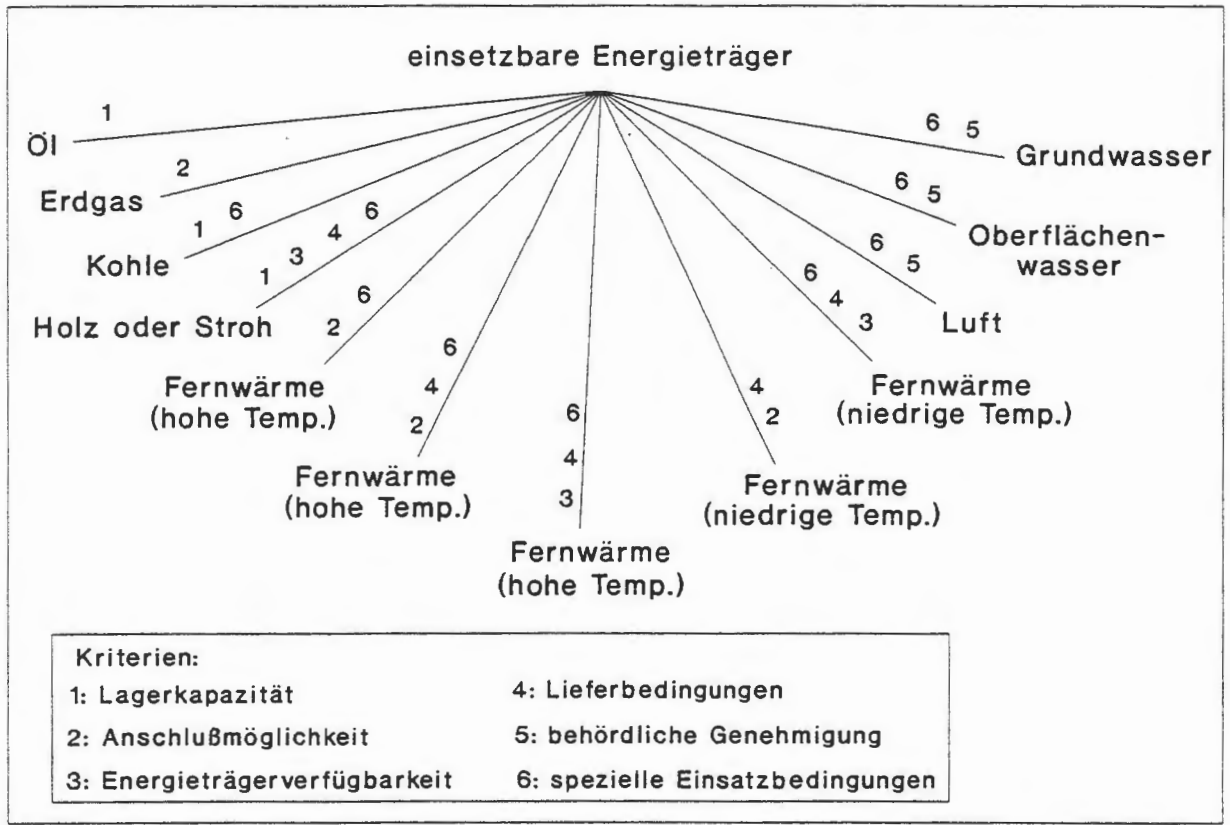 einsetzbare Energieträger
1
Öl
2
Erdgas
1 6
Kohle
1 3 4 6
Holz oder Stroh
2 6
Fernwärme
(hohe Temp.)
2 4 6
Fernwärme
(hohe Temp.)
6
4
3
Fernwärme
(hohe Temp.)
4
2
Fernwärme
(niedrige Temp.)
6
4
3
Fernwärme
(niedrige Temp.)
6 5
Luft
6 5
Oberflächen-
wasser
6 5
Grundwasser
Kriterien:
1: Lagerkapazität
2: Anschlußmöglichkeit
3: Energieträgerverfügbarkeit
4: Lieferbedingungen
5: behördliche Genehmigung
6: spezielle Einsatzbedingungen